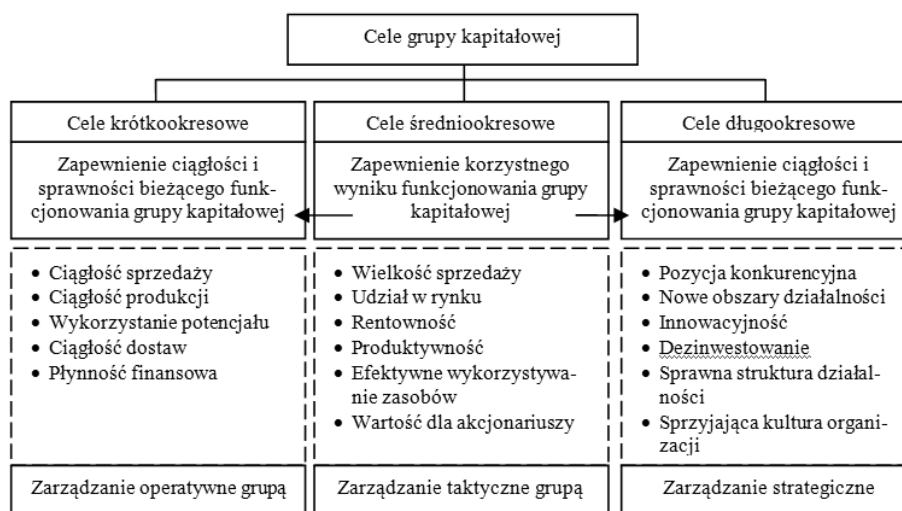 Cele grupy kapitałowej
Cele krótkookresowe
Zapewnienie ciągłości i
sprawności bieżącego funk-
cjonowania grupy kapitałowej
• Ciągłość sprzedaży
• Ciągłość produkcji
• Wykorzystanie potencjału
• Ciągłość dostaw
• Płynność finansowa
Zarządzanie operatywne grupą
Cele średniookresowe
Zapewnienie korzystnego
wyniku funkcjonowania grupy
kapitałowej
• Wielkość sprzedaży
• Udział w rynku
• Rentowność
• Produktywność
• Efektywne wykorzystywa-
nie zasobów
• Wartość dla akcjonariuszy
Zarządzanie taktyczne grupą
Cele długookresowe
Zapewnienie ciągłości i
sprawności bieżącego funk-
cjonowania grupy kapitałowej
• Pozycja konkurencyjna
• Nowe obszary działalności
• Innowacyjność
• Dezinwestowanie
• Sprawna struktura działal-
ności
• Sprzyjająca kultura organi-
zacji
Zarządzanie strategiczne